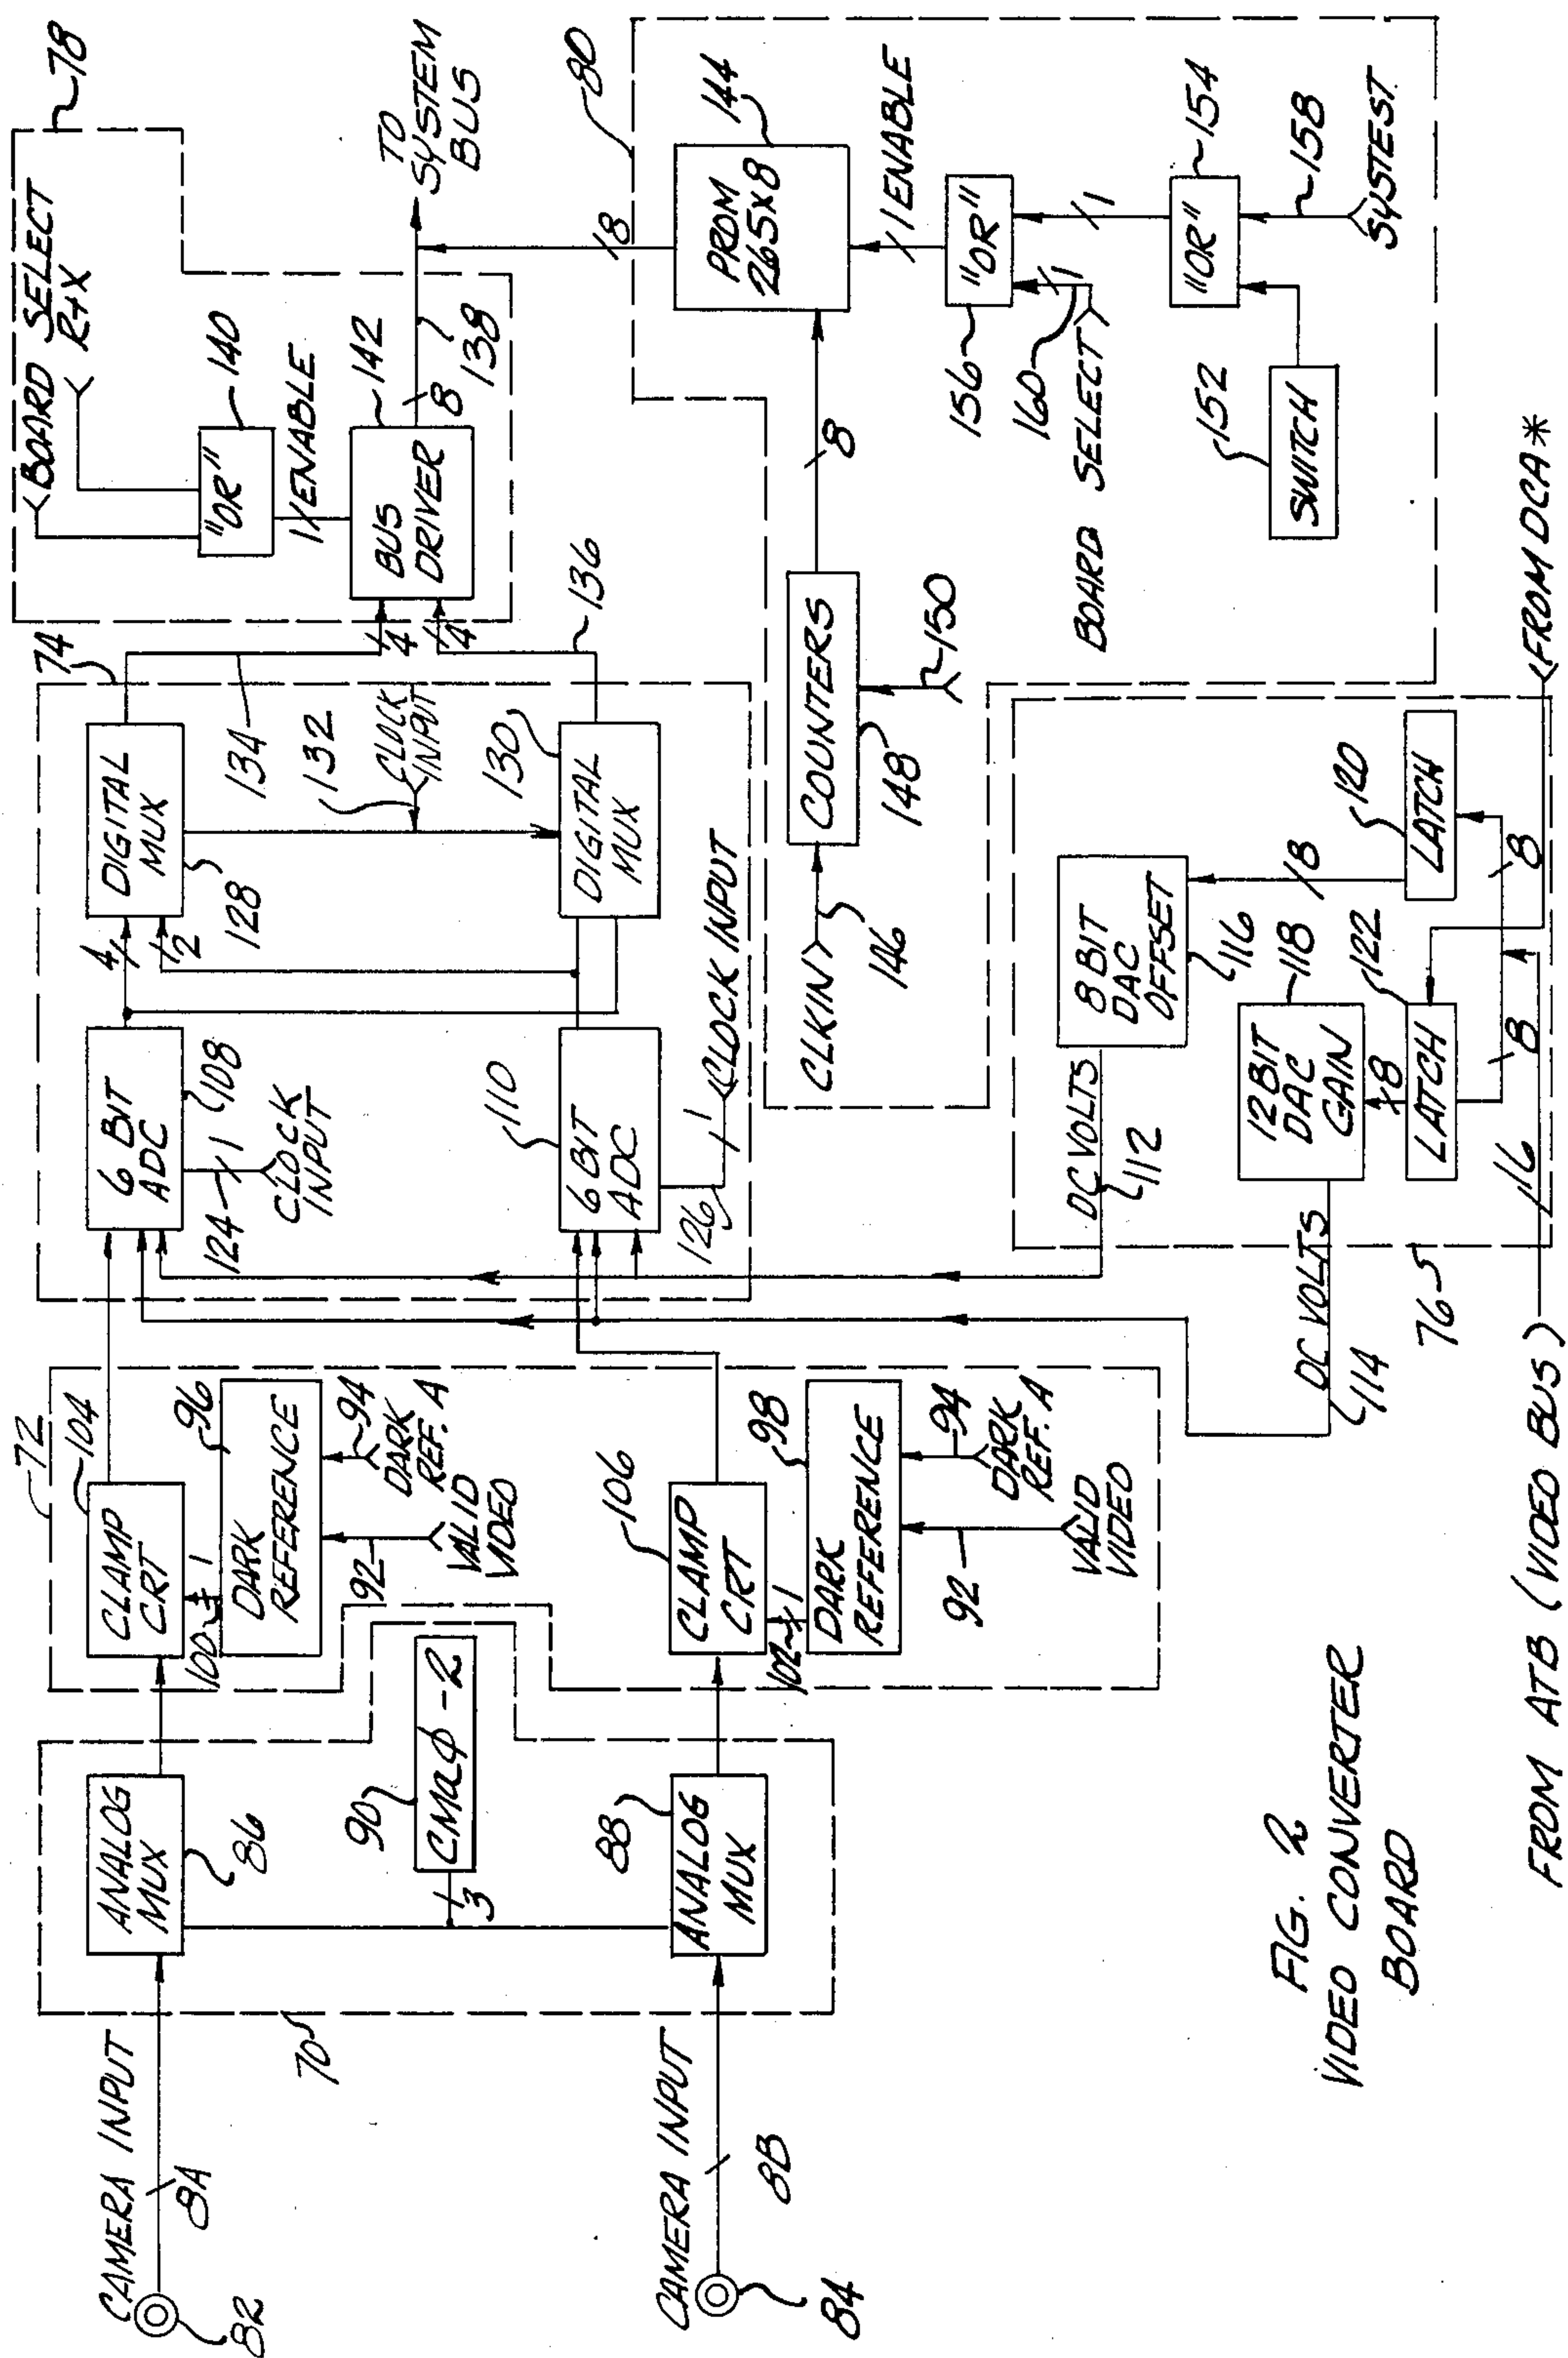 CAMERA INPUT
8A
82
CAMERA INPUT
8B
84
70
ANALOG
MUX
86
90
CMUϕ-2
3
88
ANALOG
MUX
72
CLAMP
CRT
104
100
1
96
DARK
REFERENCE
92
94
DARK
REF. A
VALID
VIDEO
106
CLAMP
CRT
102
1
98
DARK
REFERENCE
92
94
DARK
REF. A
VALID
VIDEO
74
6 BIT
ADC
108
124
1
CLOCK
INPUT
110
6 BIT
ADC
126
1
CLOCK INPUT
4
2
DIGITAL
MUX
128
134
132
CLOCK
INPUT
130
DIGITAL
MUX
136
4
4
78
BOARD SELECT
R+X
"OR"
140
1
ENABLE
BUS
DRIVER
142
8
138
TO
SYSTEM
BUS
80
8
PROM
265X8
144
1
ENABLE
"OR"
156
160
1
1
BOARD SELECT
"OR"
154
158
SYSTEST
152
SWITCH
CLKIN
146
COUNTERS
148
150
8
DC VOLTS
112
8 BIT
DAC
OFFSET
116
8
120
LATCH
DC VOLTS
114
12 BIT
DAC
GAIN
118
8
122
LATCH
8
8
16
76
FROM DCA*
FROM ATB (VIDEO BUS)
FIG. 2
VIDEO CONVERTER
BOARD